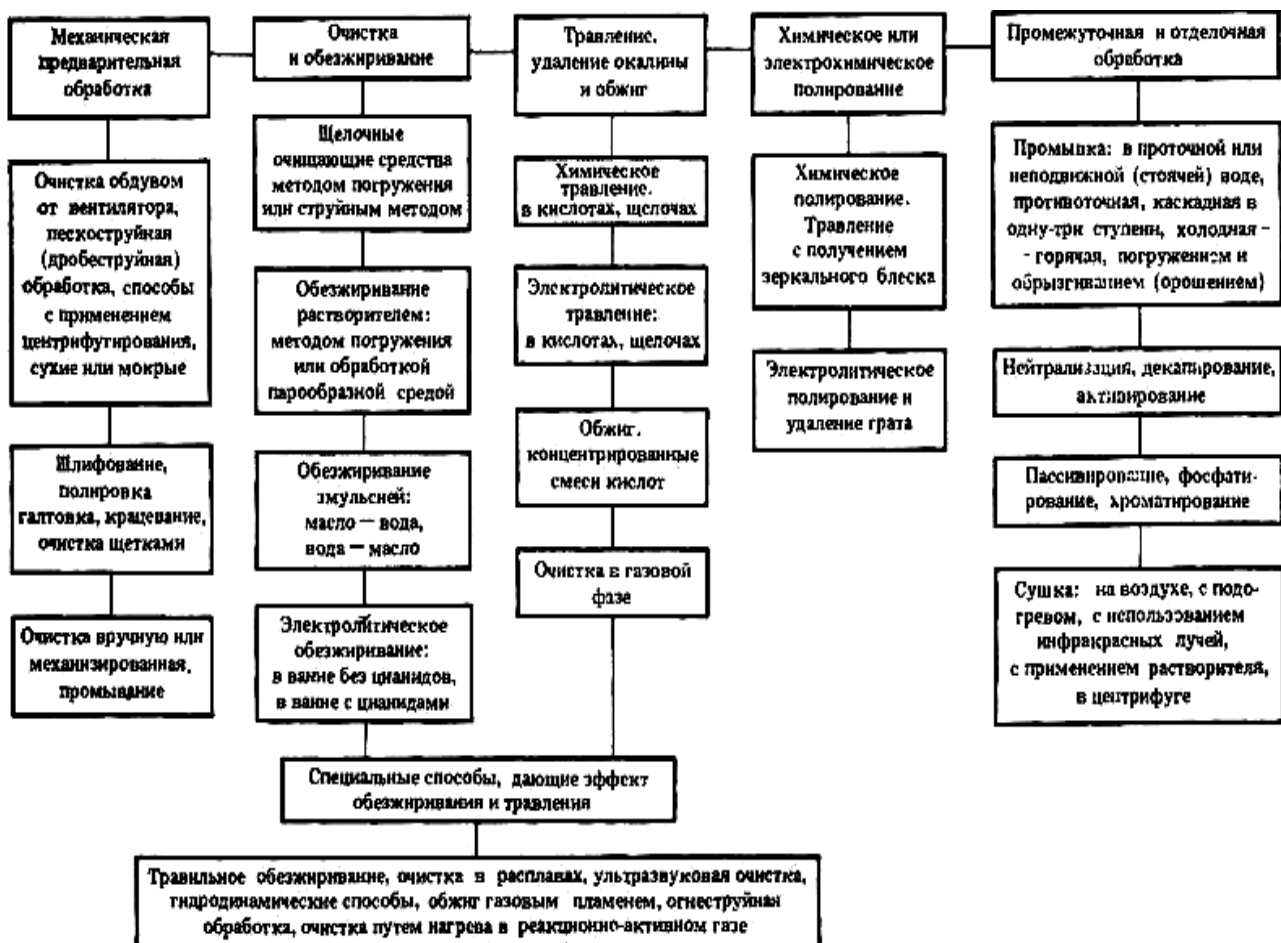 Механическая
предварительная
обработка
Очистка обдувом
от вентилятора,
пескоструйная
(дробеструйная)
обработка, способы
с применением
центрифугирования,
сухие или мокрые
Шлифование,
полировка
галтовка, крацевание,
очистка щетками
Очистка вручную или
механизированная,
промывание
Очистка
и обезжиривание
Щелочные
очищающие средства
методом погружения
или струйным методом
Обезжиривание
растворителем:
методом погружения
или обработкой
парообразной средой
Обезжиривание
эмульсией:
масло — вода,
вода — масло
Электролитическое
обезжиривание:
в ванне без цианидов,
в ванне с цианидами
Травление,
удаление окалины
и обжиг
Химическое
травление.
в кислотах, щелочах
Электролитическое
травление:
в кислотах, щелочах
Обжиг.
концентрированные
смеси кислот
Очистка в газовой
фазе
Специальные способы, дающие эффект
обезжиривания и травления
Травильное обезжиривание, очистка в расплавах, ультразвуковая очистка,
гидродинамические способы, обжиг газовым пламенем, огнеструйная
обработка, очистка путем нагрева в реакционно-активном газе
Химическое или
электрохимическое
полирование
Химическое
полирование.
Травление
с получением
зеркального блеска
Электролитическое
полирование и
удаление грата
Промежуточная и отделочная
обработка
Промывка: в проточной или
неподвижной (стоячей) воде,
противоточная, каскадная в
одну-три ступени, холодная –
– горячая, погружением и
обрызгиванием (орошением)
Нейтрализация, декапирование,
активирование
Пассивирование, фосфати-
рование, хроматирование
Сушка: на воздухе, с подо-
гревом, с использованием
инфракрасных лучей,
с применением растворителя,
в центрифуге